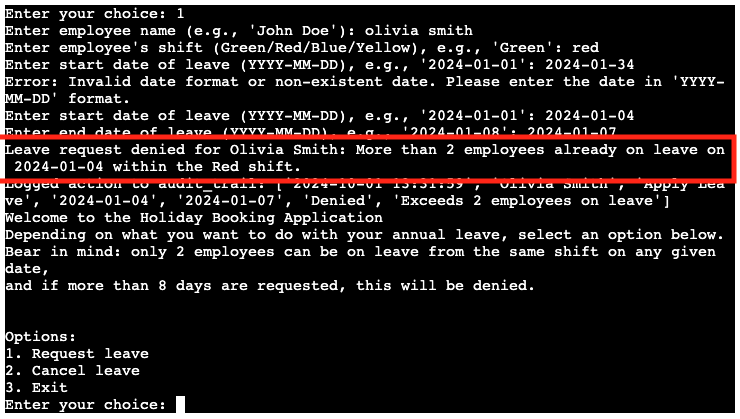 Enter your choice: 1
Enter employee name (e.g., 'John Doe'): olivia smith
Enter employee's shift (Green/Red/Blue/Yellow), e.g., 'Green': red
Enter start date of leave (YYYY-MM-DD), e.g., '2024-01-01': 2024-01-34
Error: Invalid date format or non-existent date. Please enter the date in 'YYYY-
MM-DD' format.
Enter start date of leave (YYYY-MM-DD), e.g., '2024-01-01': 2024-01-04
Enter end date of leave (YYYY-MM-DD), e.g., '2024-01-08': 2024-01-07
Leave request denied for Olivia Smith: More than 2 employees already on leave on
2024-01-04 within the Red shift.
Logged action to audit_trail: ['2024-10-01 13:31:59', 'Olivia Smith', 'Apply Lea
ve', '2024-01-04', '2024-01-07', 'Denied', 'Exceeds 2 employees on leave']
Welcome to the Holiday Booking Application
Depending on what you want to do with your annual leave, select an option below.
Bear in mind: only 2 employees can be on leave from the same shift on any given
date,
and if more than 8 days are requested, this will be denied.
Options:
1. Request leave
2. Cancel leave
3. Exit
Enter your choice: